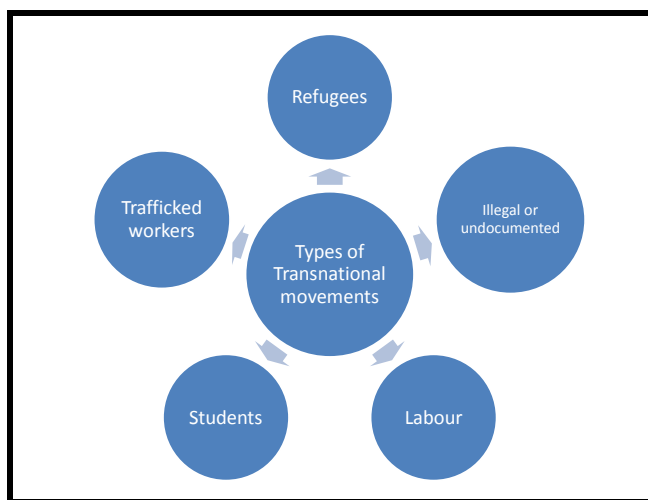 Refugees
Trafficked
workers
Illegal or
undocumented
Types of
Transnational
movements
Students
Labour